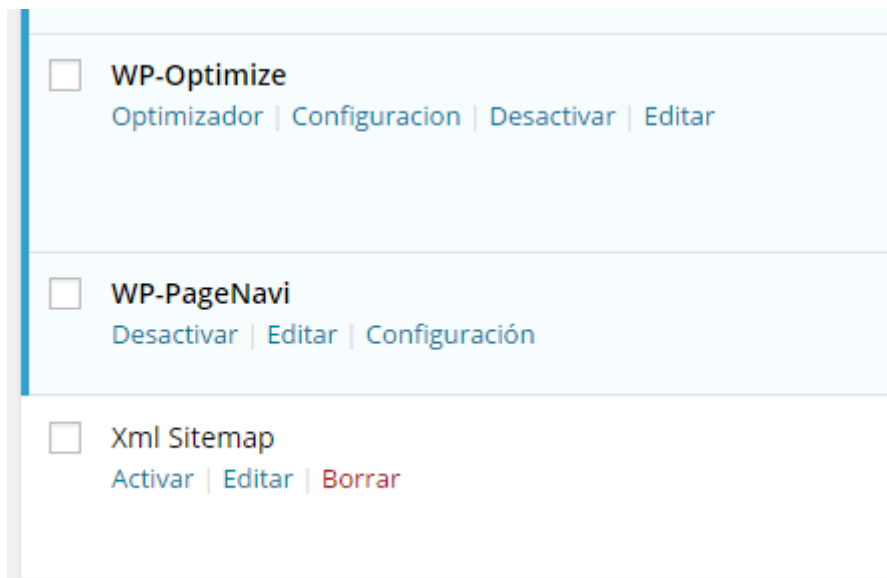 WP-Optimize
Optimizador | Configuracion | Desactivar | Editar
WP-PageNavi
Desactivar | Editar | Configuración
Xml Sitemap
Activar | Editar | Borrar